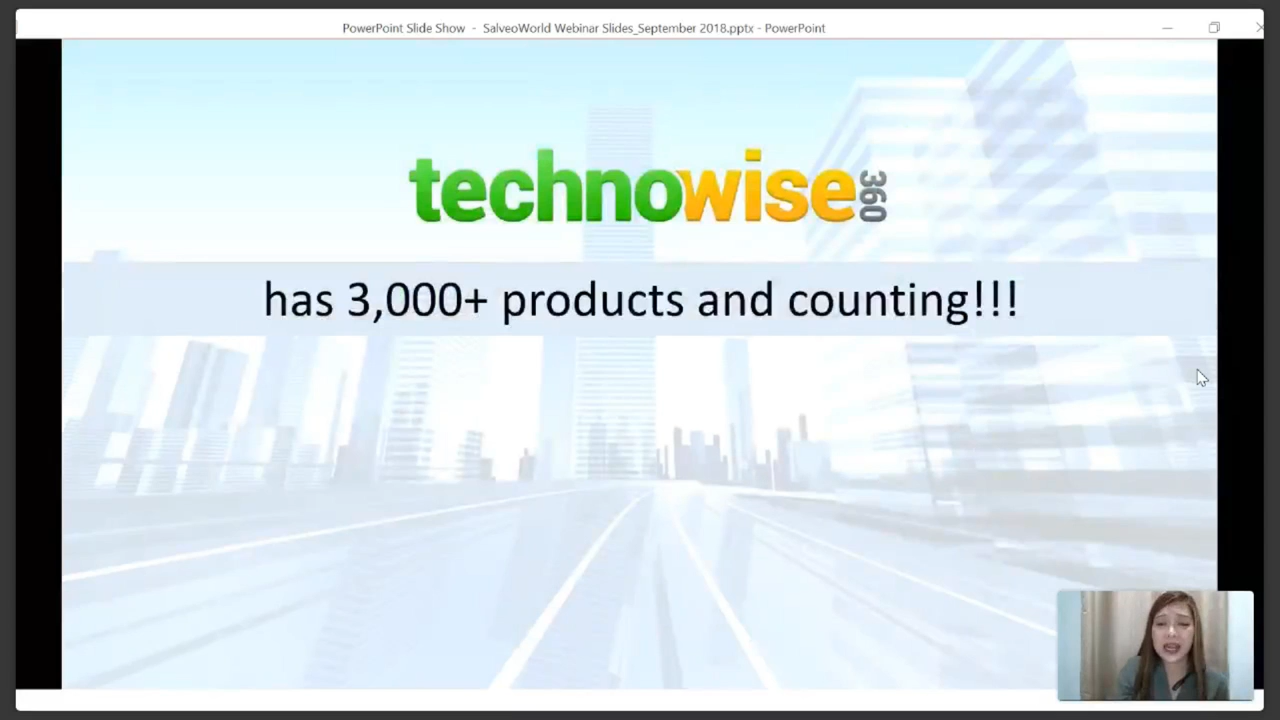 PowerPoint Slide Show - SalveoWorld Webinar Slides_September 2018.pptx - PowerPoint
technowise 360
has 3,000+ products and counting!!!